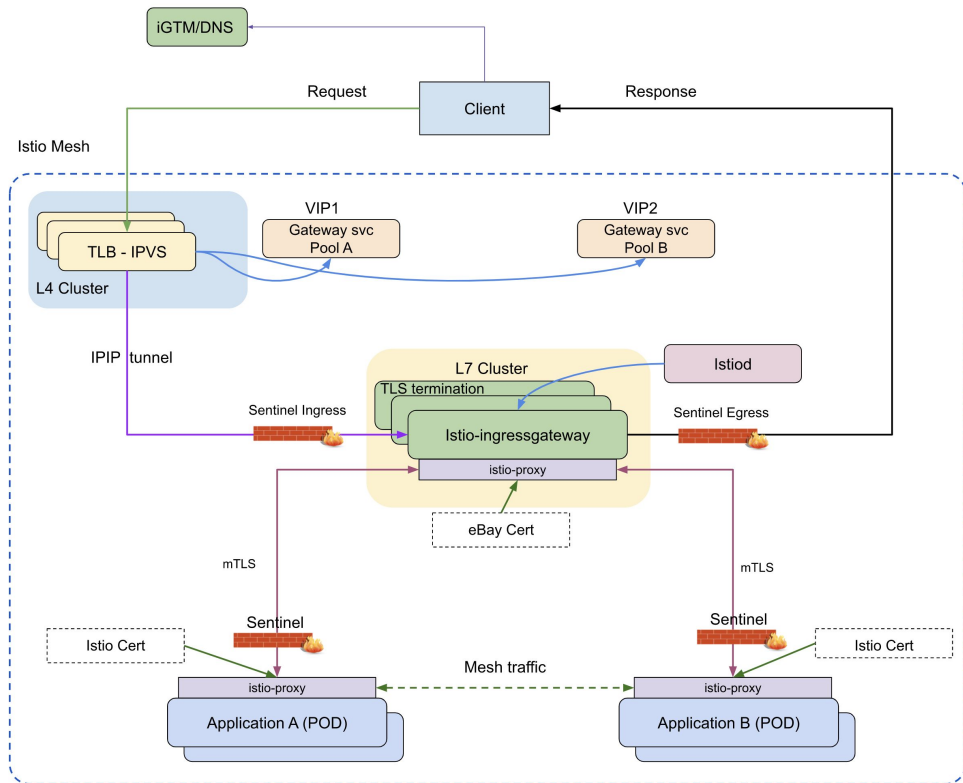 iGTM/DNS
Request
Client
Response
Istio Mesh
VIP1
VIP2
Gateway svc
Pool A
Gateway svc
Pool B
TLB - IPVS
L4 Cluster
IPIP tunnel
L7 Cluster
Istiod
TLS termination
Sentinel Ingress
Istio-ingressgateway
Sentinel Egress
istio-proxy
eBay Cert
mTLS
mTLS
Sentinel
Sentinel
Istio Cert
Istio Cert
Mesh traffic
istio-proxy
istio-proxy
Application A (POD)
Application B (POD)